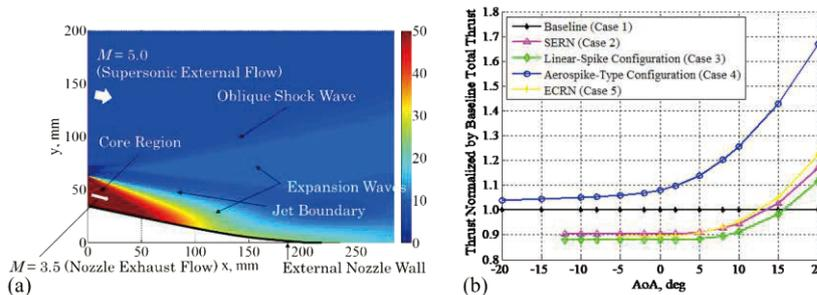 200
150
100
50
0
y, mm
M = 5.0
(Supersonic External Flow)
Oblique Shock Wave
Core Region
Expansion Waves
Jet Boundary
0
50
100
150
200
250
M = 3.5 (Nozzle Exhaust Flow) x, mm
External Nozzle Wall
50
40
30
20
10
0
(a)
Thrust Normalized by Baseline Total Thrust
1.8
1.7
1.6
1.5
1.4
1.3
1.2
1.1
1.0
0.9
0.8
Baseline (Case 1)
SERN (Case 2)
Linear-Spike Configuration (Case 3)
Aerospike-Type Configuration (Case 4)
ECRN (Case 5)
-20
-15
-10
-5
0
5
10
15
20
AoA, deg
(b)